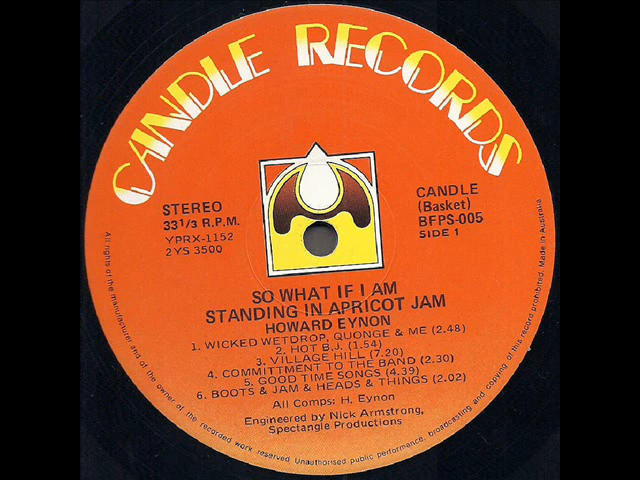 CANDLE RECORDS
STEREO
33 1/3 R.P.M.
YPRX-1152
2YS 3500
CANDLE
(Basket)
BFPS-005
SIDE 1
SO WHAT IF I AM
STANDING IN APRICOT JAM
HOWARD EYNON
1. WICKED WETDROP, QUONGE & ME (2.48)
2. HOT B.J. (1.54)
3. VILLAGE HILL (7.20)
4. COMMITTMENT TO THE BAND (2.30)
5. GOOD TIME SONGS (4.39)
6. BOOTS & JAM & HEADS & THINGS (2.02)
All Comps: H. Eynon
Engineered by Nick Armstrong,
Spectangle Productions
All rights of the manufacturer and of the owner of the recorded work reserved. Unauthorised public performance, broadcasting and copying of this record prohibited. Made in Australia